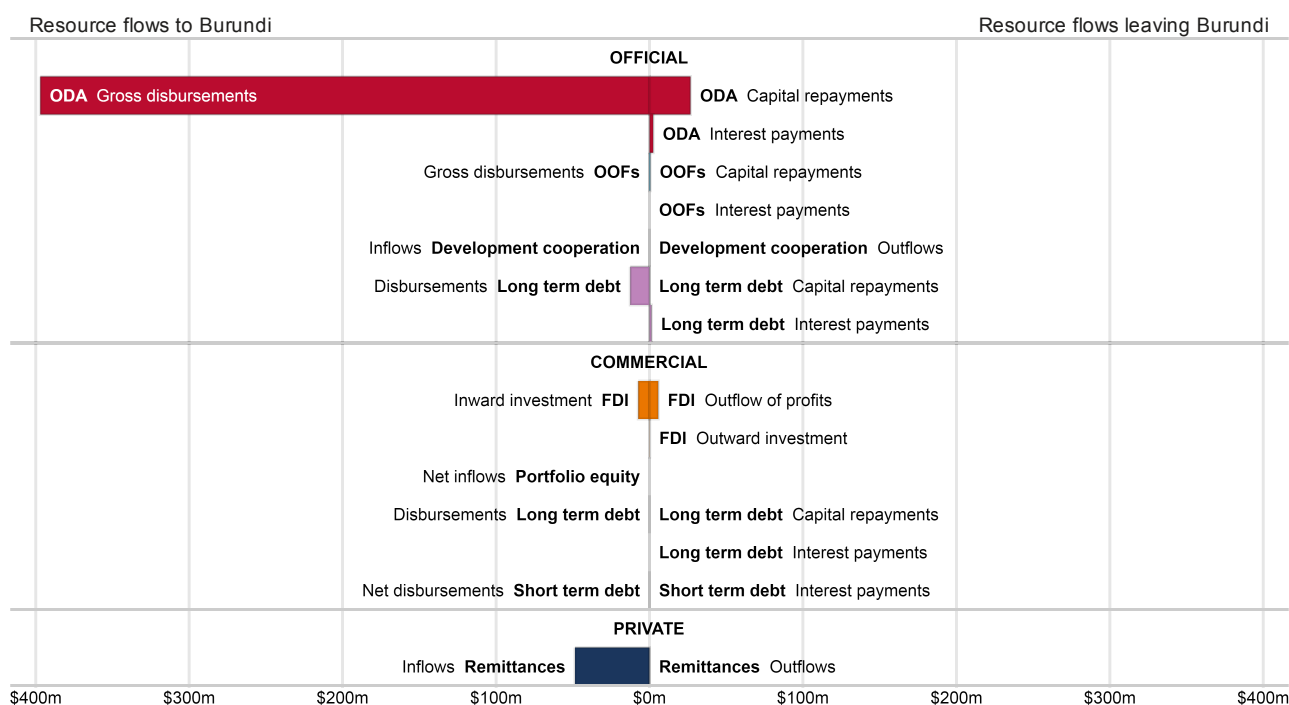 Resource flows to Burundi Resource flows leaving Burundi
OFFICIAL
ODA Gross disbursements ODA Capital repayments
ODA Interest payments
Gross disbursements OOFs OOFs Capital repayments
OOFs Interest payments
Inflows Development cooperation Development cooperation Outflows
Disbursements Long term debt Long term debt Capital repayments
Long term debt Interest payments
COMMERCIAL
Inward investment FDI FDI Outflow of profits
FDI Outward investment
Net inflows Portfolio equity
Disbursements Long term debt Long term debt Capital repayments
Long term debt Interest payments
Net disbursements Short term debt Short term debt Interest payments
PRIVATE
Inflows Remittances Remittances Outflows
$400m $300m $200m $100m $0m $100m $200m $300m $400m